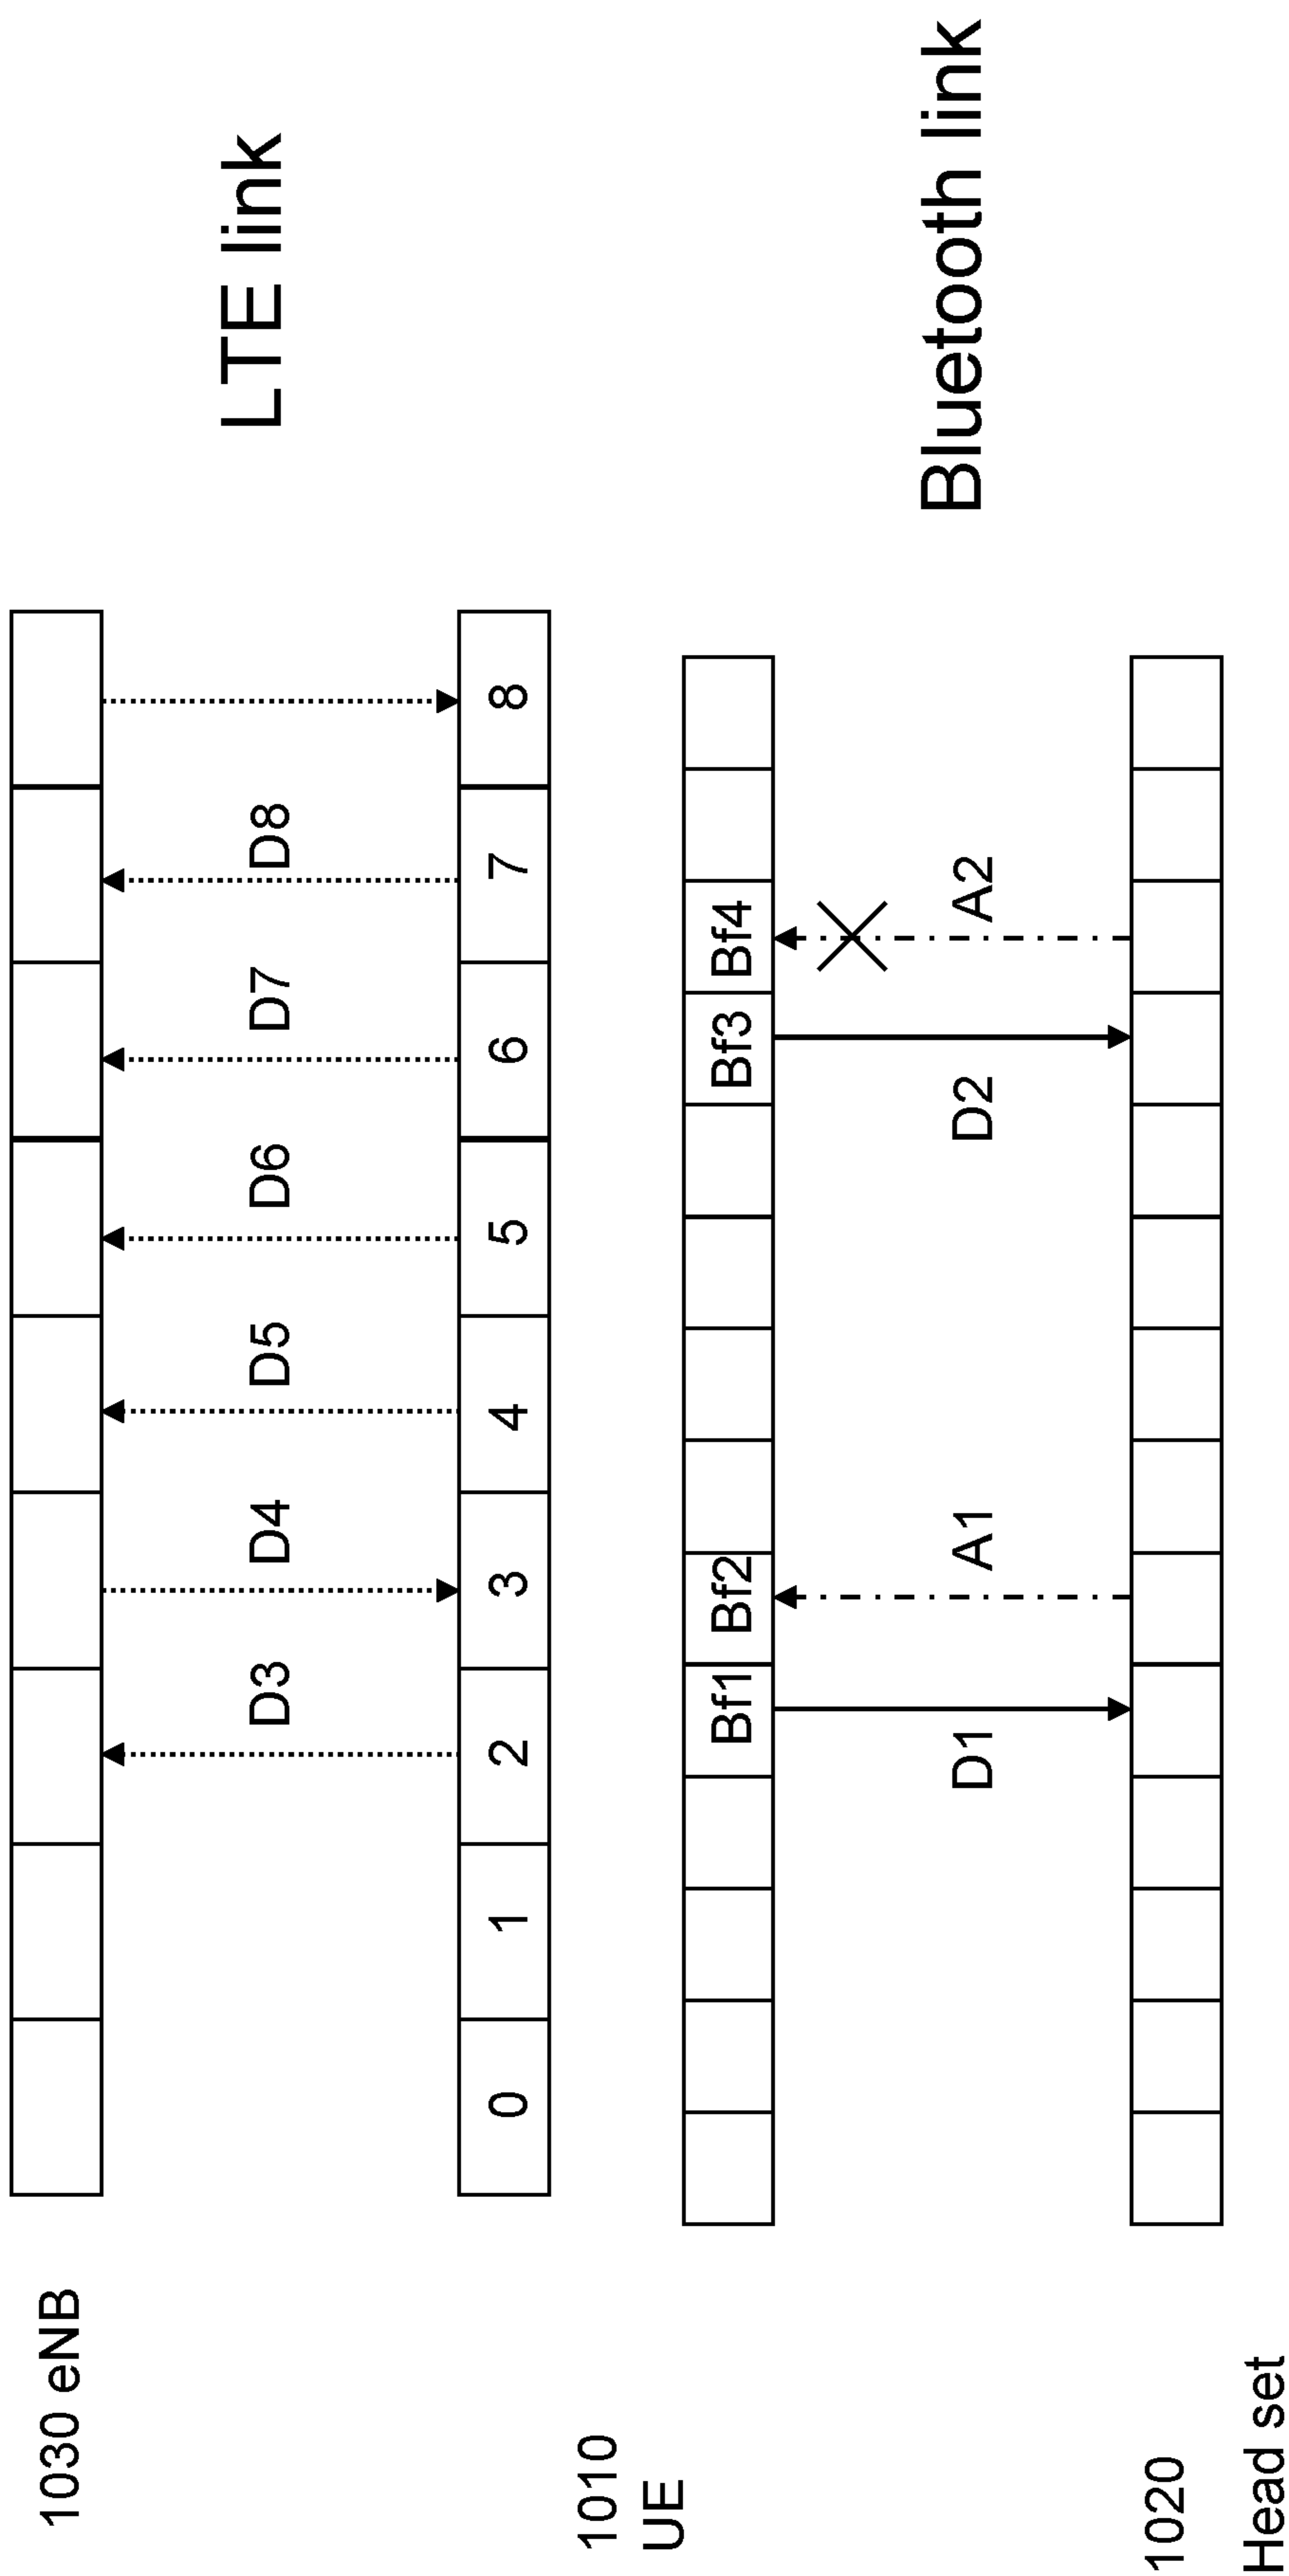 1030 eNB
D3
D4
D5
D6
D7
D8
LTE link
0
1
2
3
4
5
6
7
8
1010
UE
Bf1
Bf2
Bf3
Bf4
D1
A1
D2
A2
Bluetooth link
1020
Head set